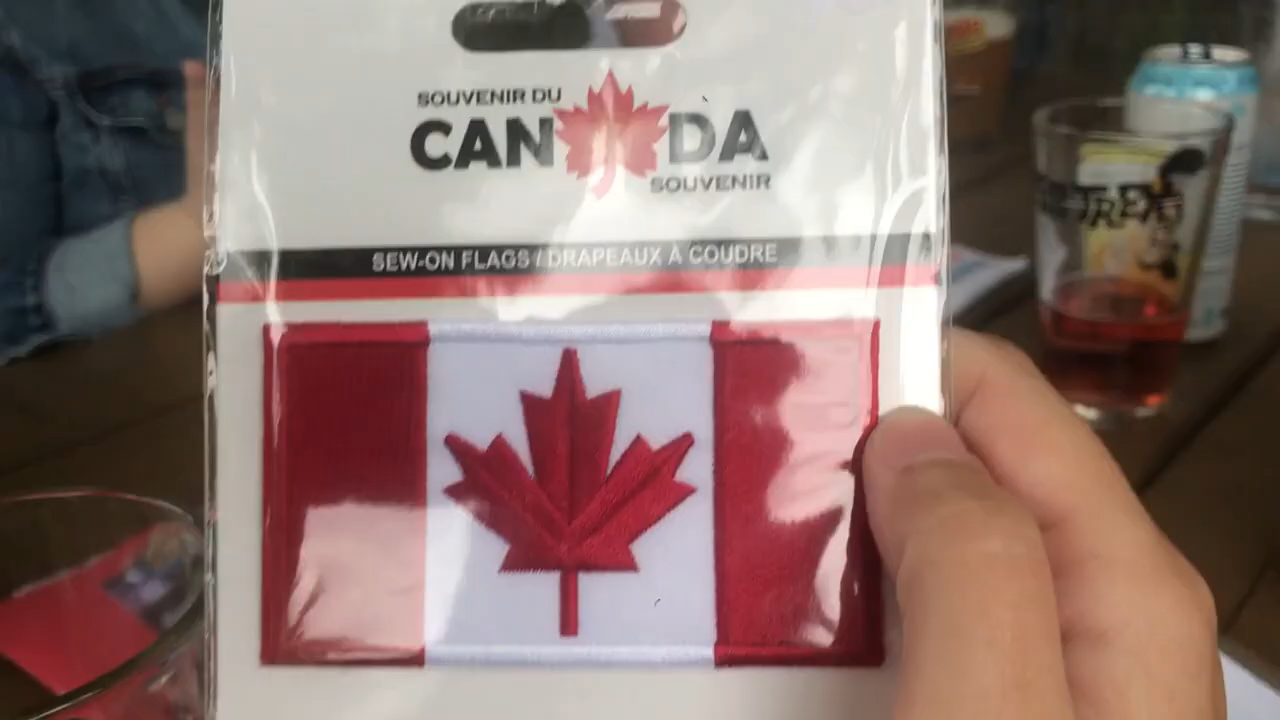 SOUVENIR DU
CANADA
SOUVENIR
SEW-ON FLAGS / DRAPEAUX À COUDRE